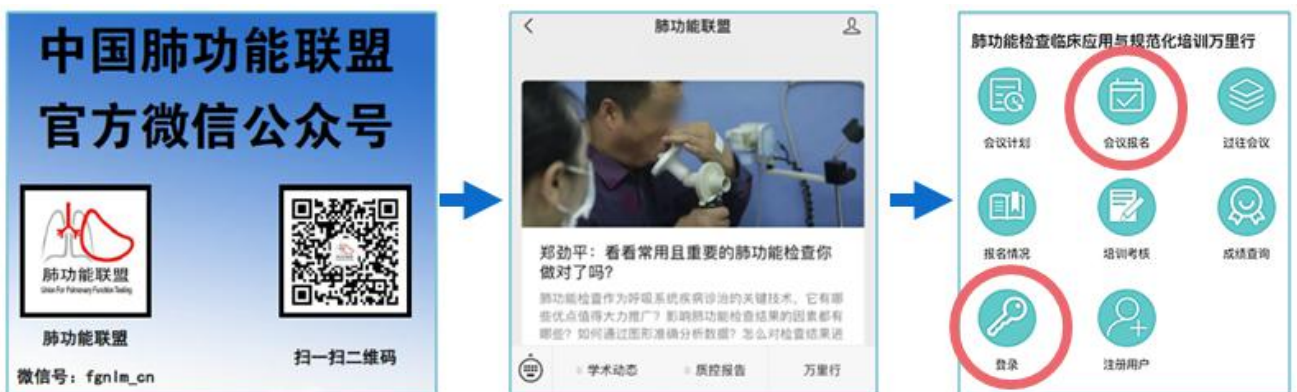 中国肺功能联盟
官方微信公众号
肺功能联盟
Union For Pulmonary Function Testing
肺功能联盟
微信号：fgnlm_cn
扫一扫二维码
肺功能联盟
郑劲平：看看常用且重要的肺功能检查你
做对了吗？
肺功能检查作为呼吸系统疾病诊治的关键技术，它有哪
些优点值得大力推广？影响肺功能检查结果的因素都有
哪些？如何通过图形准确分析数据？怎么对检查结果进
学术动态
质控报告
万里行
肺功能检查临床应用与规范化培训万里行
会议计划
会议报名
过往会议
报名情况
培训考核
成绩查询
登录
注册用户